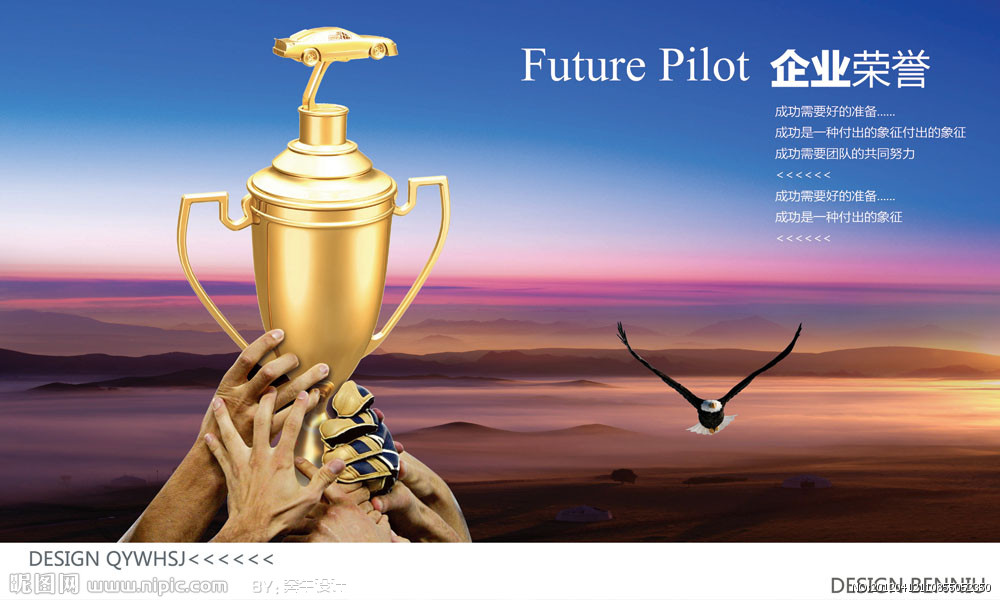 Future Pilot 企业荣誉
成功需要好的准备......
成功是一种付出的象征付出的象征
成功需要团队的共同努力
<<<<<<
成功需要好的准备......
成功是一种付出的象征
<<<<<<
DESIGN QYWHSJ<<<<<<
昵图网 www.nipic.com BY:奔牛设计
DESIGN BENNIU